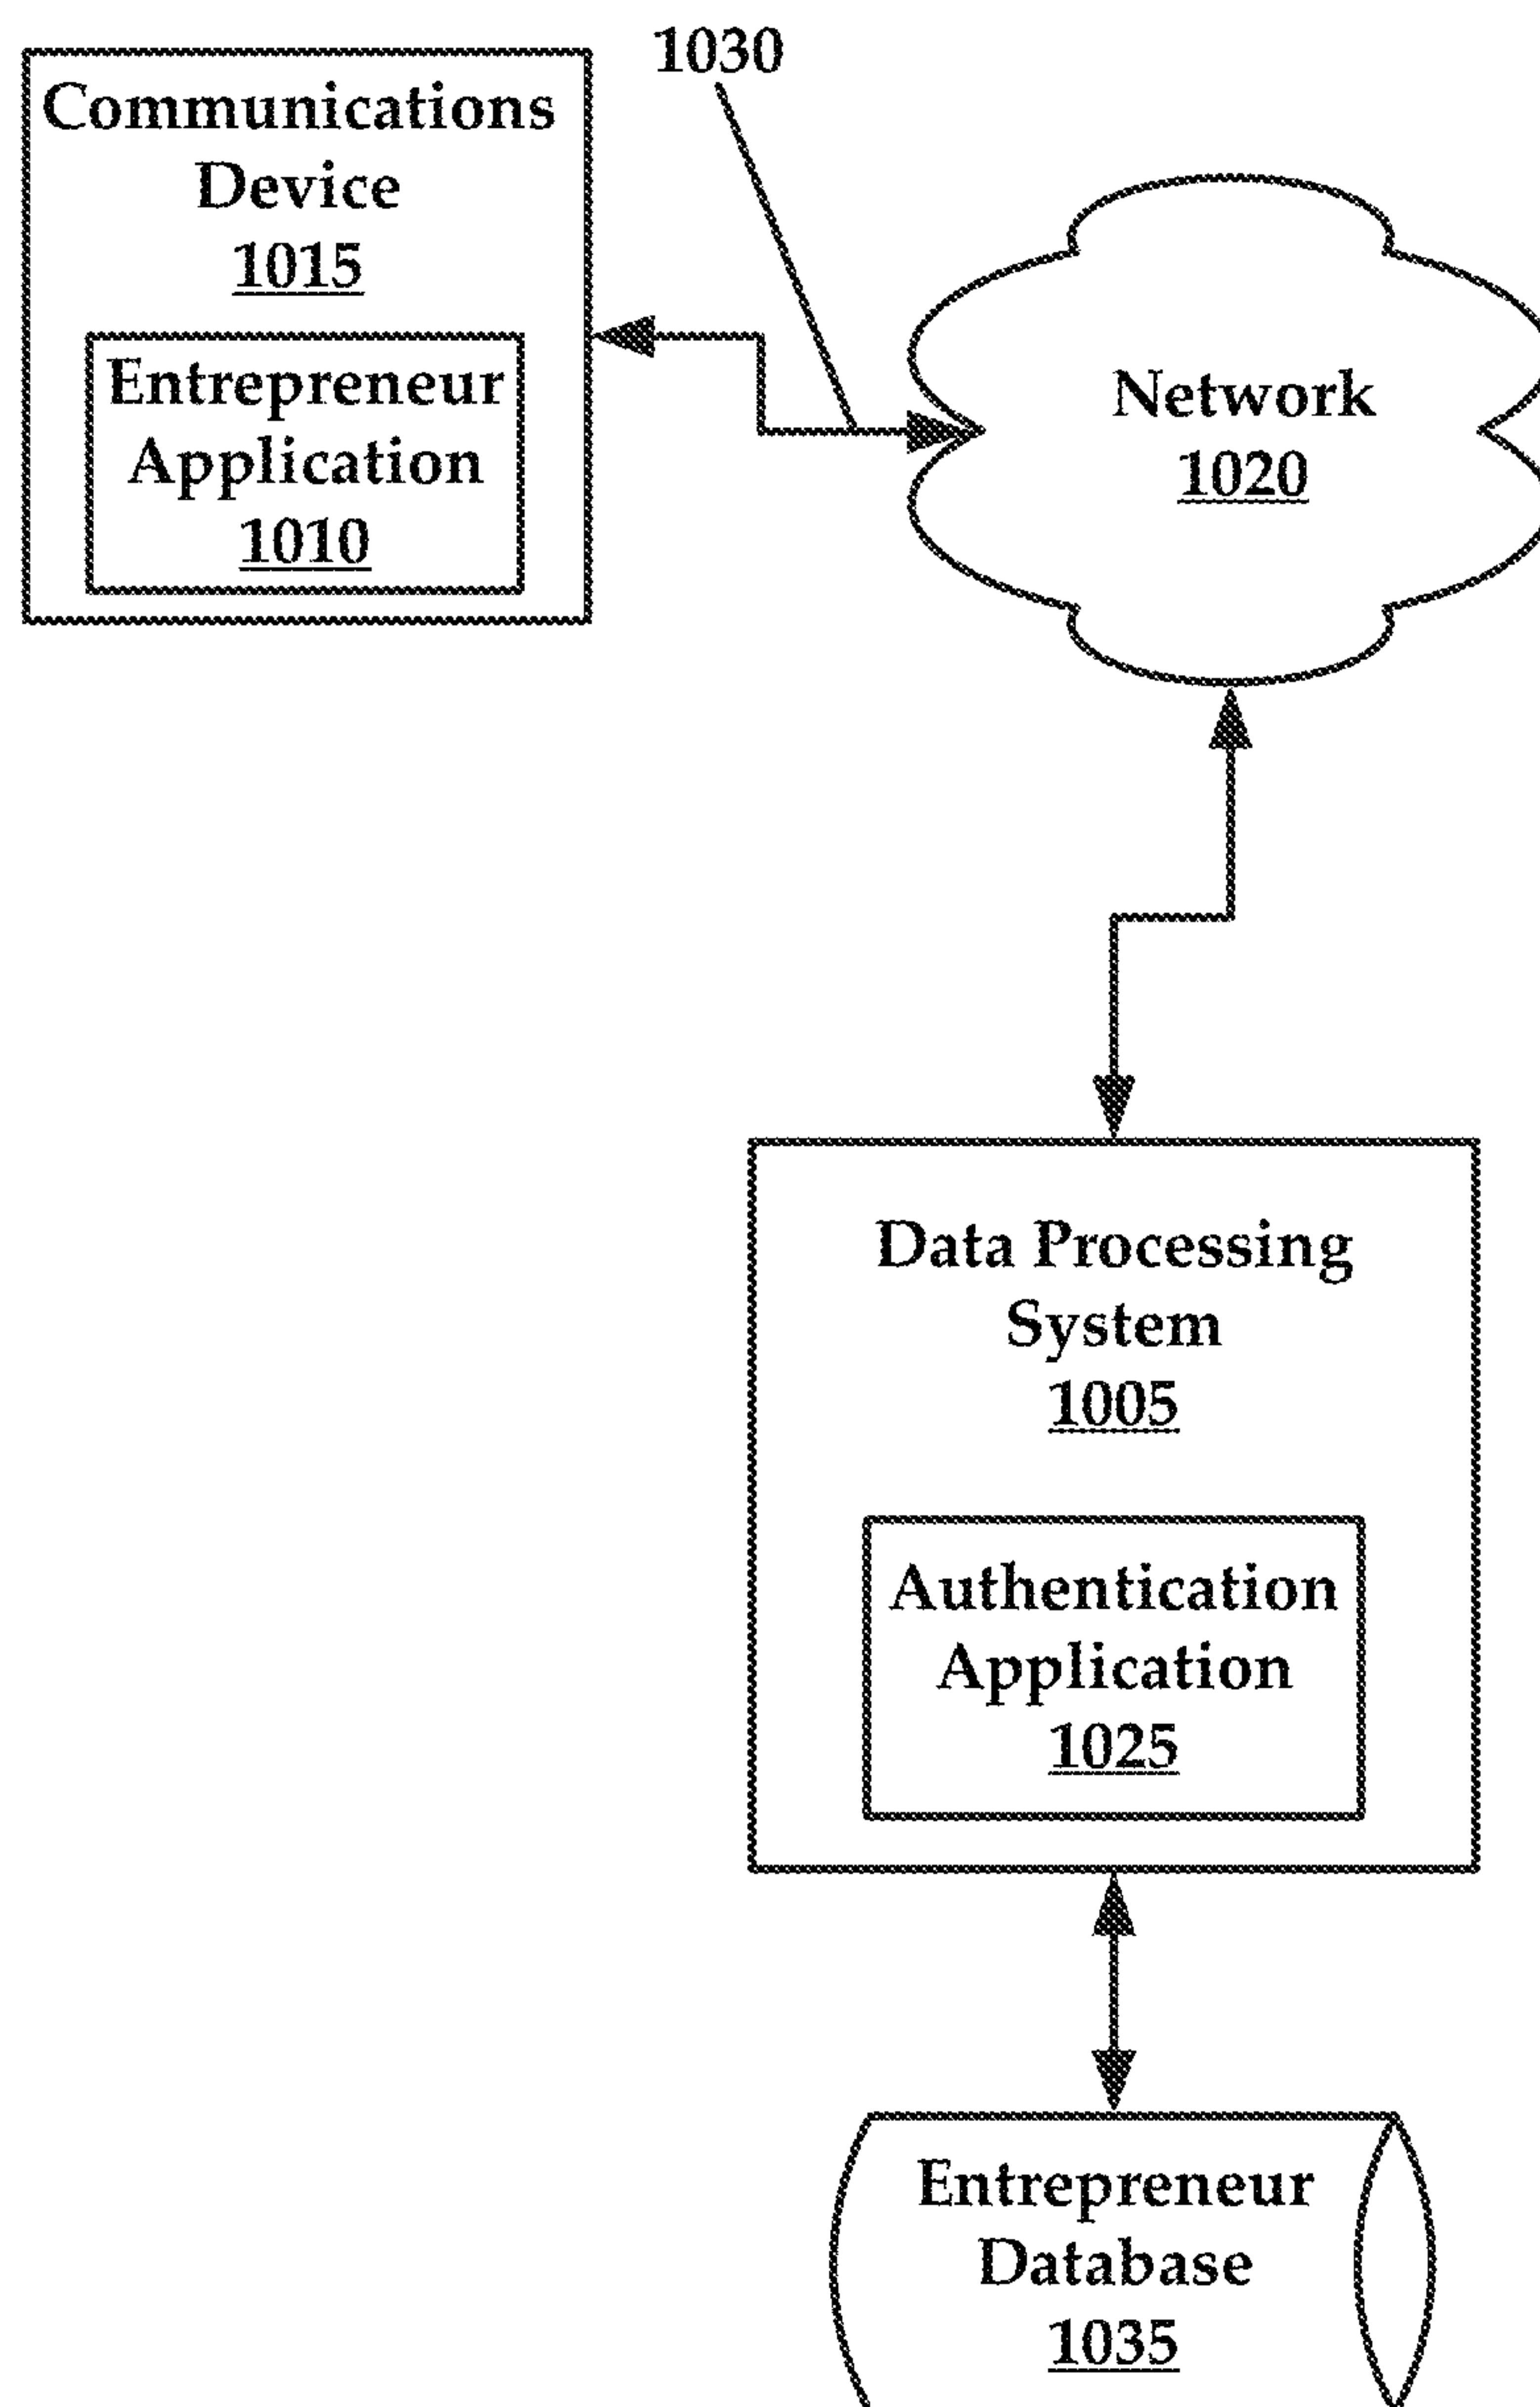 1030
Communications
Device
1015
Entrepreneur
Application
1010
Network
1020
Data Processing
System
1005
Authentication
Application
1025
Entrepreneur
Database
1035